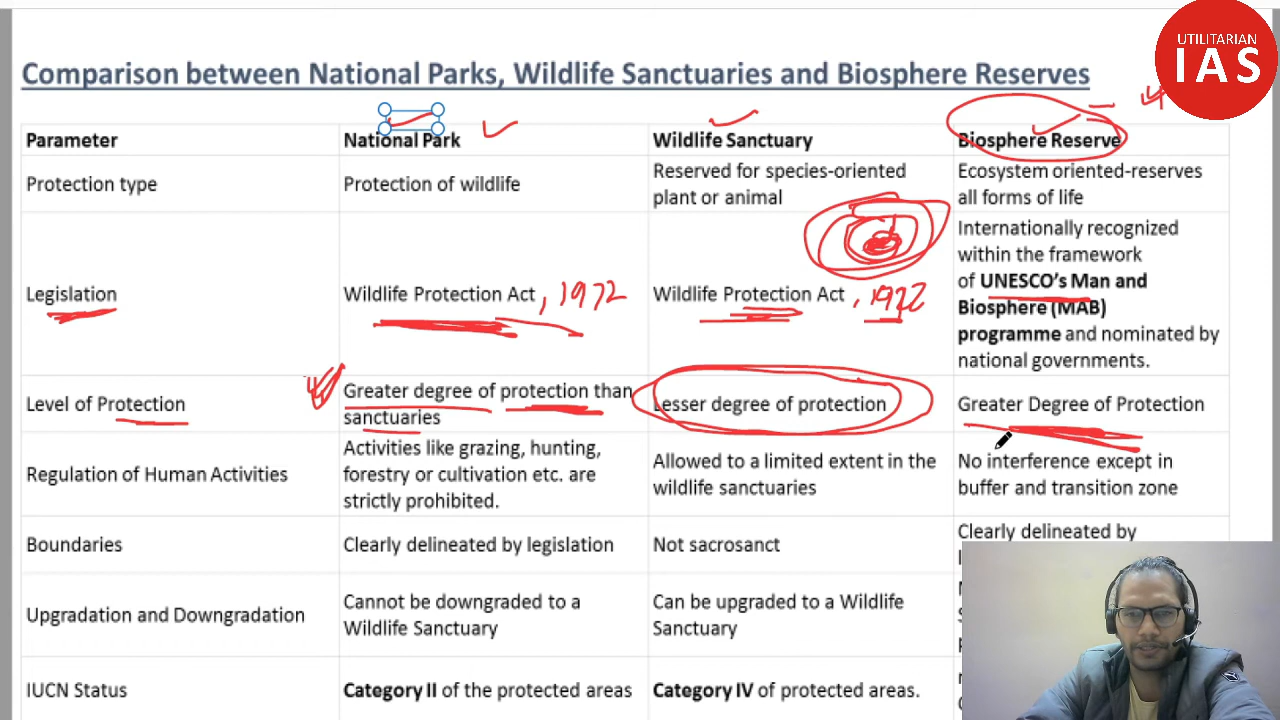 UTILITARIAN
IAS
Comparison between National Parks, Wildlife Sanctuaries and Biosphere Reserves
Parameter
National Park
Wildlife Sanctuary
Biosphere Reserve
Protection type
Protection of wildlife
Reserved for species-oriented
plant or animal
Ecosystem oriented-reserves
all forms of life
Legislation
Wildlife Protection Act , 1972
Wildlife Protection Act , 1972
Internationally recognized
within the framework
of UNESCO's Man and
Biosphere (MAB)
programme and nominated by
national governments.
Level of Protection
Greater degree of protection than
sanctuaries
Lesser degree of protection
Greater Degree of Protection
Regulation of Human Activities
Activities like grazing, hunting,
forestry or cultivation etc. are
strictly prohibited.
Allowed to a limited extent in the
wildlife sanctuaries
No interference except in
buffer and transition zone
Boundaries
Clearly delineated by legislation
Not sacrosanct
Clearly delineated by
Upgradation and Downgradation
Cannot be downgraded to a
Wildlife Sanctuary
Can be upgraded to a Wildlife
Sanctuary
IUCN Status
Category II of the protected areas
Category IV of protected areas.